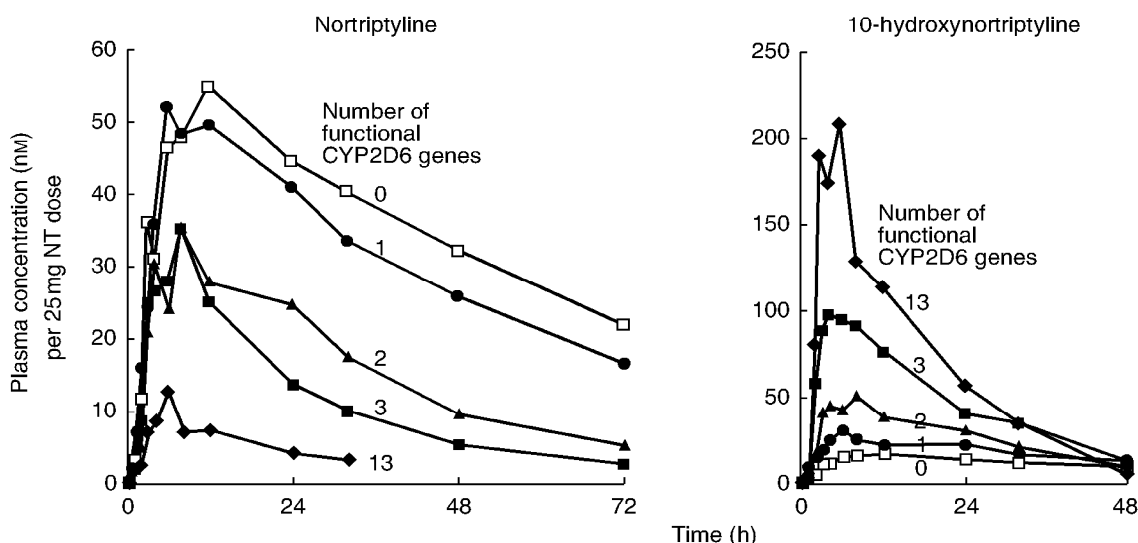 Nortriptyline
10-hydroxynortriptyline
Plasma concentration (nM)
per 25 mg NT dose
60
50
40
30
20
10
0
Number of
functional
CYP2D6 genes
0
1
2
3
13
0
24
48
72
250
200
150
100
50
0
Number of
functional
CYP2D6 genes
13
3
2
1
0
0
24
48
Time (h)